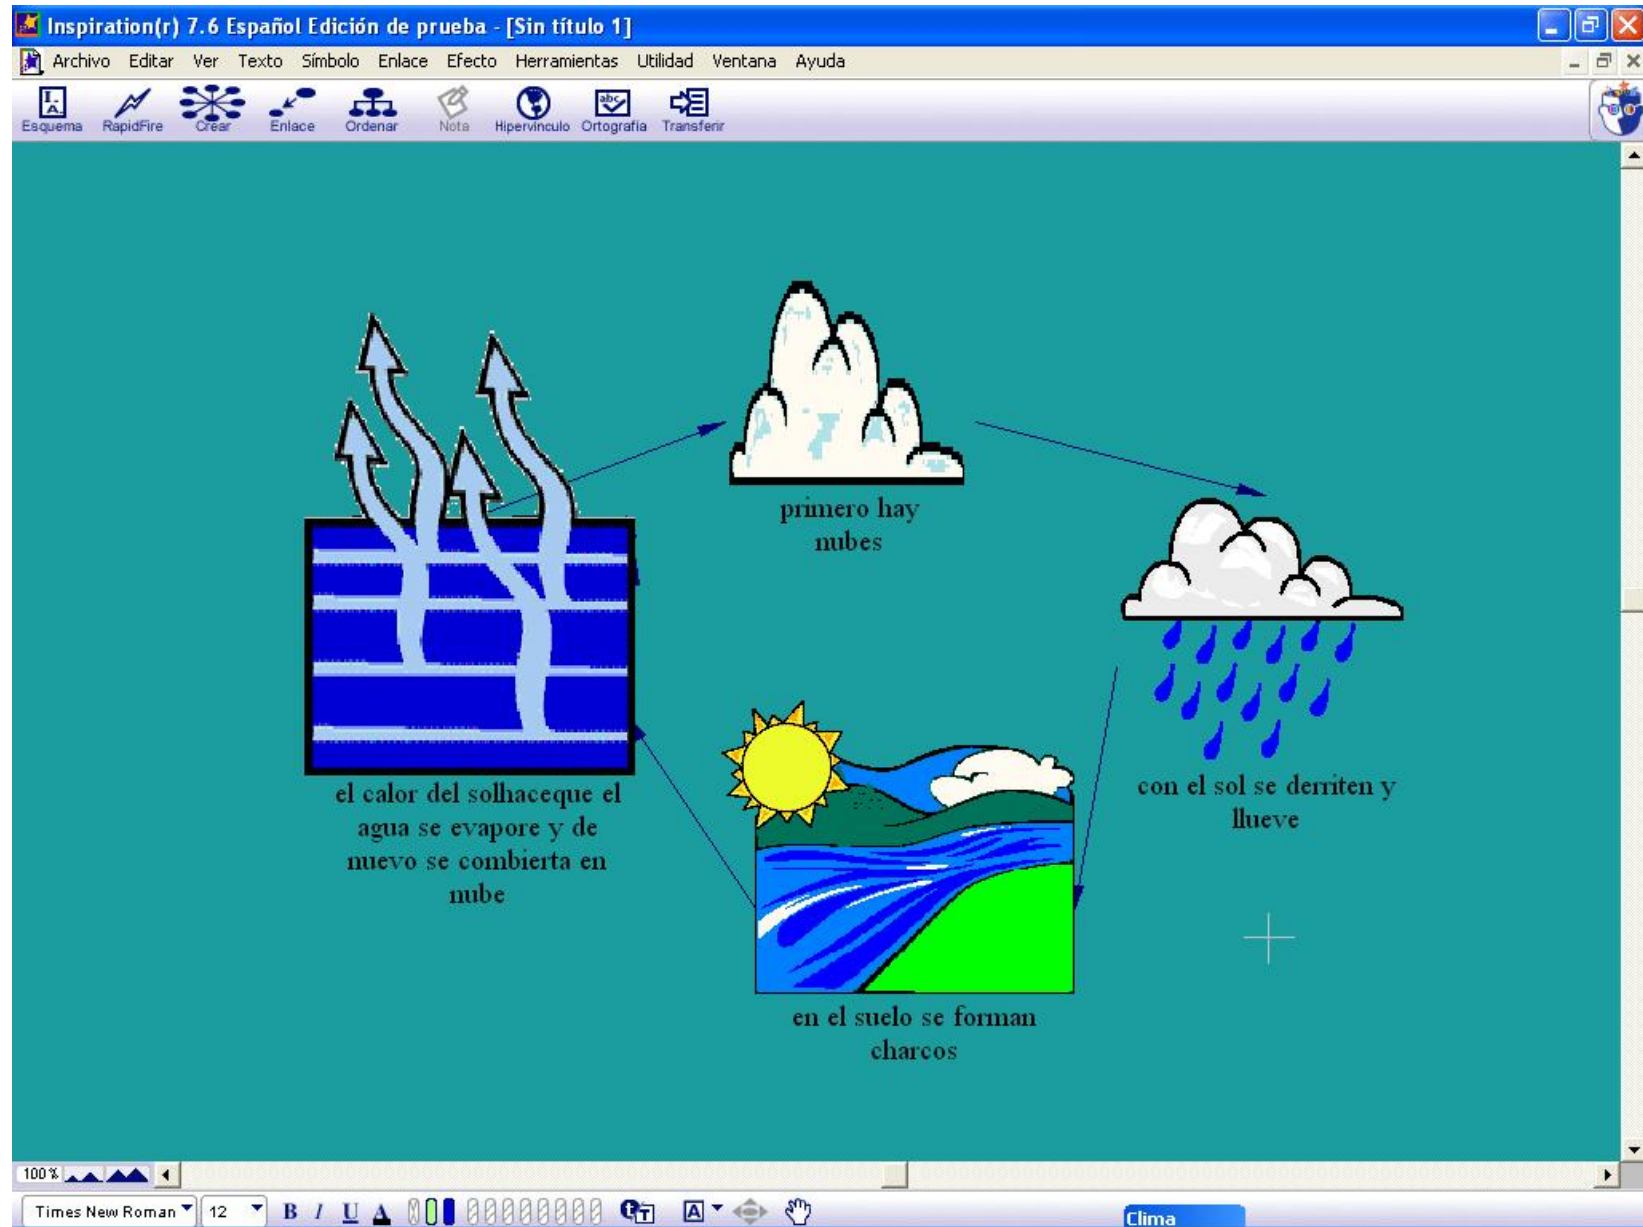 Inspiration(r) 7.6 Español Edición de prueba - [Sin título 1]
Archivo Editar Ver Texto Símbolo Enlace Efecto Herramientas Utilidad Ventana Ayuda
I.
A.
abc
Esquema RapidFire Crear Enlace Ordenar Nota Hipervínculo Ortografía Transferir
primero hay
nubes
con el sol se derriten y
llueve
en el suelo se forman
charcos
el calor del solhaceque el
agua se evapore y de
nuevo se combierta en
nube
100%
Times New Roman 12 B I U A t T A
Clima